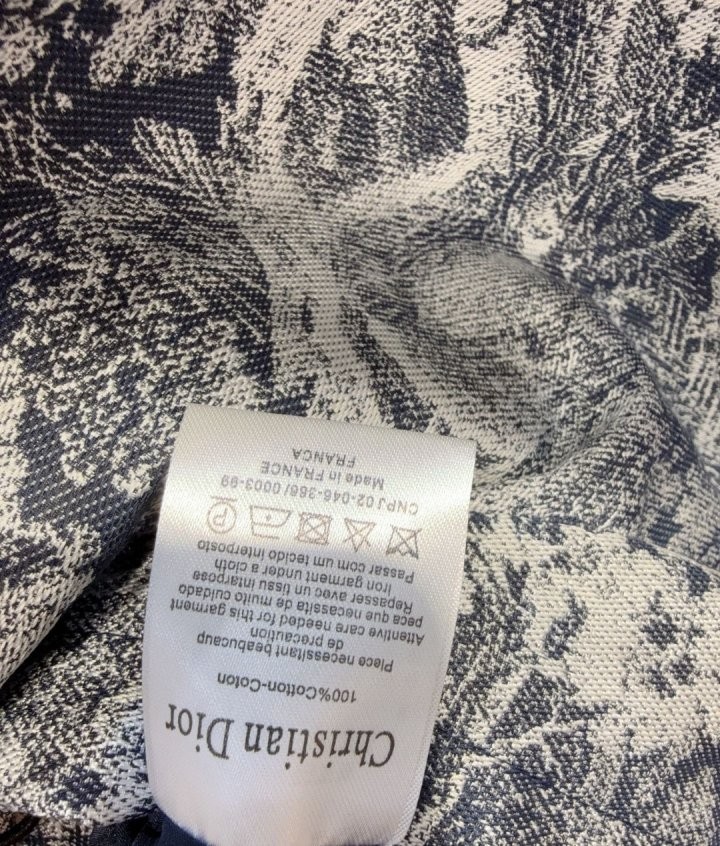 Christian Dior
100%Cotton-Coton
Piece necessitant beabucaup
de precaution
Attentive care needed for this garment
peca que necasita de muito cuidado
Repasser avec un tissu interpose
Iron garment under a cloth
Passar com um tecido interposto
P
CNPJ 02-046-366/ 0003-99
Made in FRANCE
FRANCA